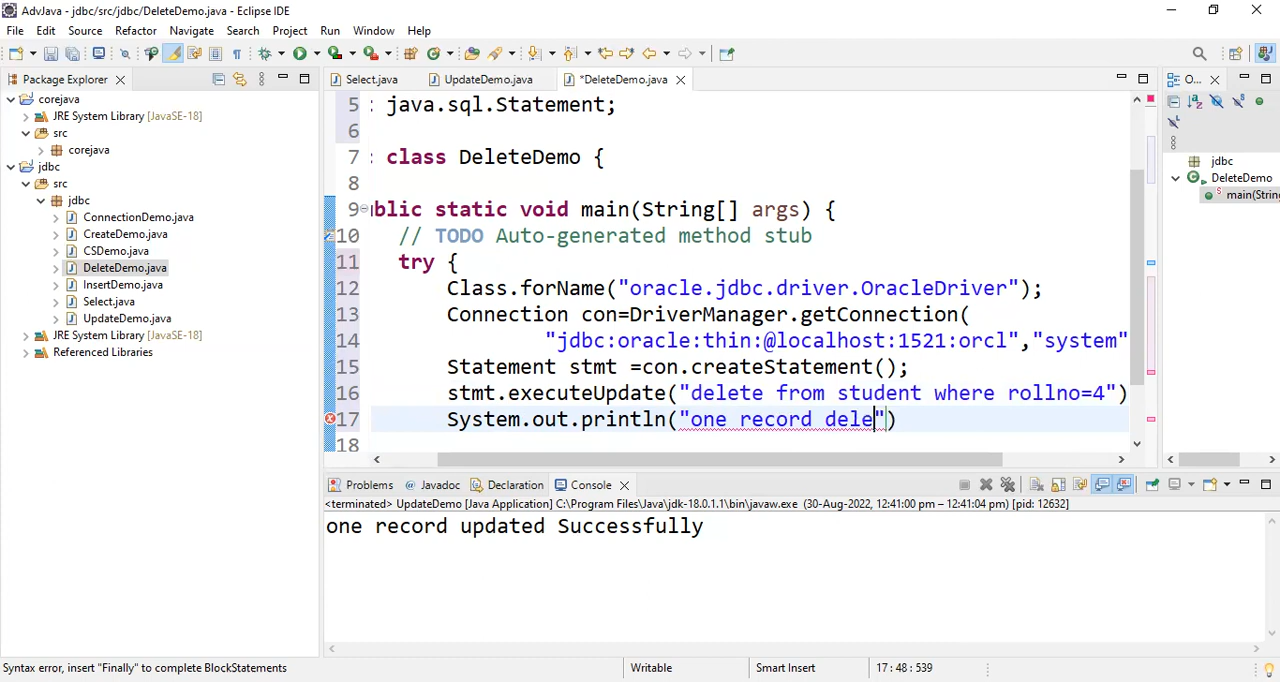 AdvJava - jdbc/src/jdbc/DeleteDemo.java - Eclipse IDE
File Edit Source Refactor Navigate Search Project Run Window Help
Package Explorer
Select.java UpdateDemo.java *DeleteDemo.java
O...
corejava
JRE System Library [JavaSE-18]
src
corejava
jdbc
src
jdbc
ConnectionDemo.java
CreateDemo.java
CSDemo.java
DeleteDemo.java
InsertDemo.java
Select.java
UpdateDemo.java
JRE System Library [JavaSE-18]
Referenced Libraries
5 : java.sql.Statement;
6
7 : class DeleteDemo {
8
9 blic static void main(String[] args) {
10 // TODO Auto-generated method stub
11 try {
12 Class.forName("oracle.jdbc.driver.OracleDriver");
13 Connection con=DriverManager.getConnection(
14 "jdbc:oracle:thin:@localhost:1521:orcl","system"
15 Statement stmt =con.createStatement();
16 stmt.executeUpdate("delete from student where rollno=4")
17 System.out.println("one record dele")
18
jdbc
DeleteDemo
main(String
Problems Javadoc Declaration Console
<terminated> UpdateDemo [Java Application] C:\Program Files\Java\jdk-18.0.1.1\bin\javaw.exe (30-Aug-2022, 12:41:00 pm – 12:41:04 pm) [pid: 12632]
one record updated Successfully
Syntax error, insert "Finally" to complete BlockStatements
Writable
Smart Insert
17 : 48 : 539